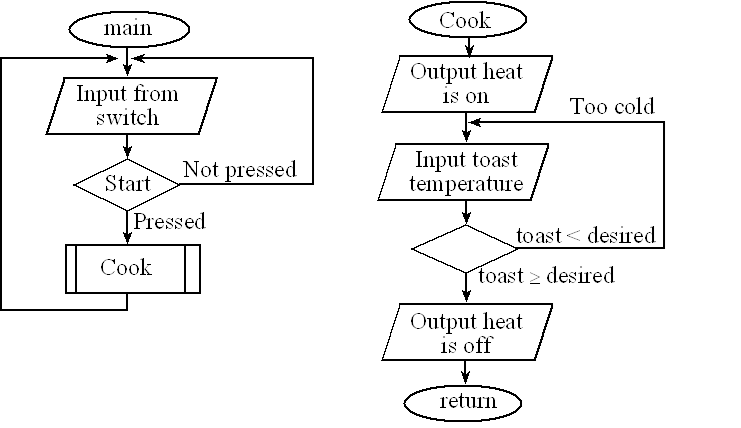 main
Input from
switch
Start
Not pressed
Pressed
Cook
Cook
Output heat
is on
Too cold
Input toast
temperature
toast < desired
toast ≥ desired
Output heat
is off
return